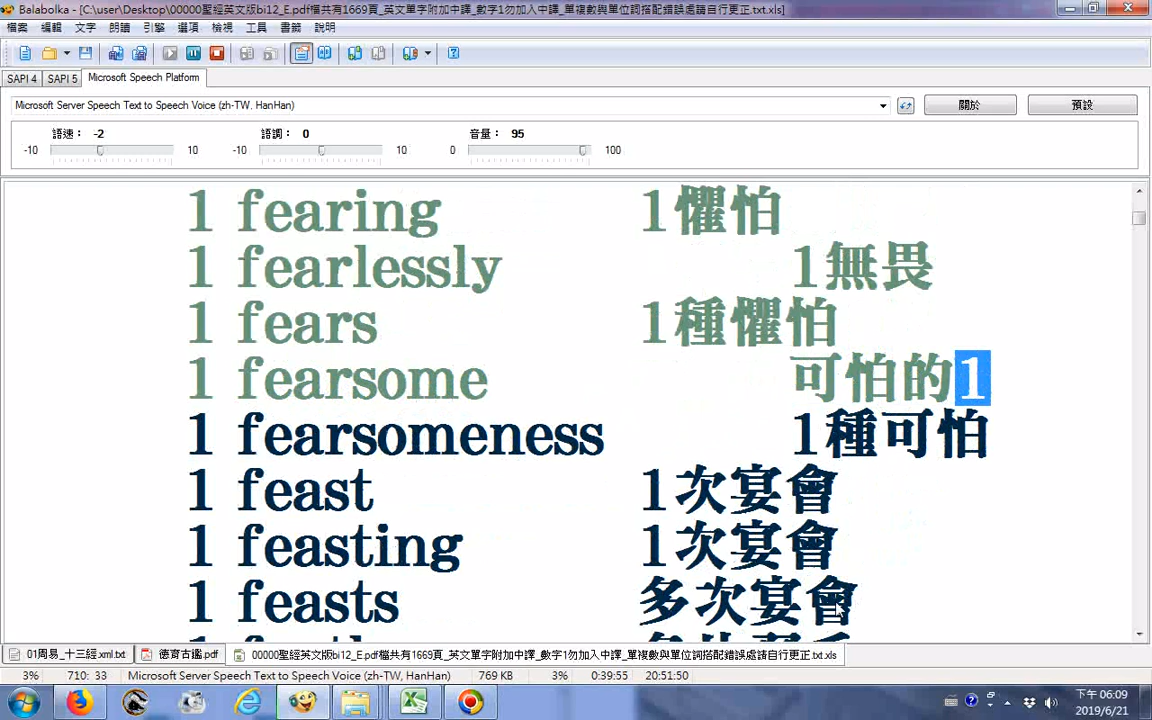 Balabolka - [C:\user\Desktop\00000聖經英文版bi12_E.pdf檔共有1669頁_英文單字附加中譯_數字1勿加入中譯_單複數與單位詞搭配錯誤處請自行更正.txt.xls]
檔案 編輯 文字 朗讀 引擎 選項 檢視 工具 書籤 說明
SAPI 4 SAPI 5 Microsoft Speech Platform
Microsoft Server Speech Text to Speech Voice (zh-TW, HanHan) 關於 預設
語速： -2 語調： 0 音量： 95
-10 10 -10 10 0 100
1 fearing 1懼怕
1 fearlessly 1無畏
1 fears 1種懼怕
1 fearsome 可怕的1
1 fearsomeness 1種可怕
1 feast 1次宴會
1 feasting 1次宴會
1 feasts 多次宴會
01周易_十三經.xml.txt 德育古鑑.pdf 00000聖經英文版bi12_E.pdf檔共有1669頁_英文單字附加中譯_數字1勿加入中譯_單複數與單位詞搭配錯誤處請自行更正.txt.xls
3% 710: 33 Microsoft Server Speech Text to Speech Voice (zh-TW, HanHan) 769 KB 3% 0:39:55 20:51:50
下午 06:09
2019/6/21